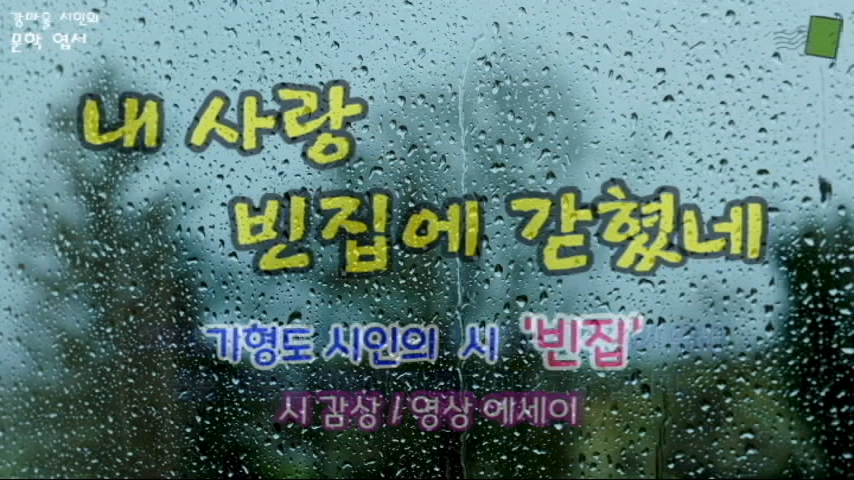 강마을 시인의
문학 엽서
내 사랑
빈집에 갇혔네
기형도 시인의 시 '빈집'
시 감상 / 영상 에세이